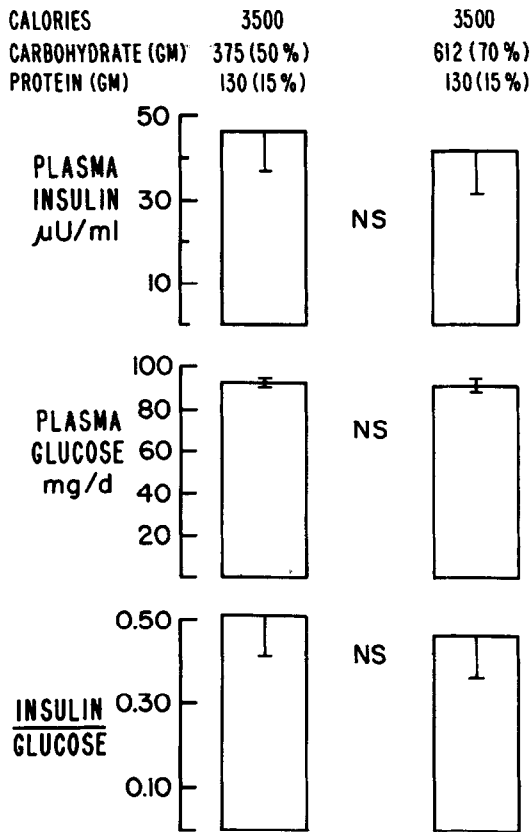 CALORIES 3500 3500
CARBOHYDRATE (GM) 375 (50%) 612 (70%)
PROTEIN (GM) 130 (15%) 130 (15%)
50
PLASMA
INSULIN 30
μU/ml NS
10
100
PLASMA 80
GLUCOSE 60 NS
mg/d 40
20
0.50
NS
INSULIN 0.30
GLUCOSE
0.10